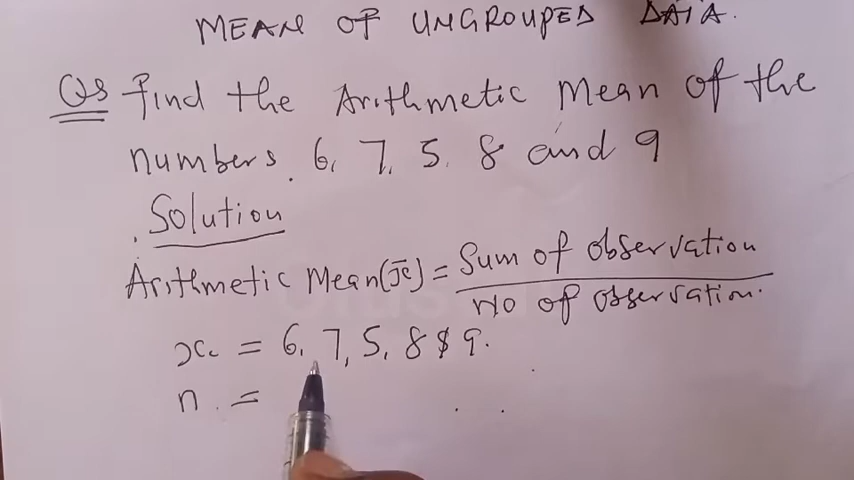 MEAN OF UNGROUPED DATA.
Qs find the Arithmetic Mean of the
numbers. 6, 7, 5, 8 and 9
Solution
Arithmetic Mean(x̄) = Sum of observation
No of observation.
x = 6, 7, 5, 8 $ 9.
n =